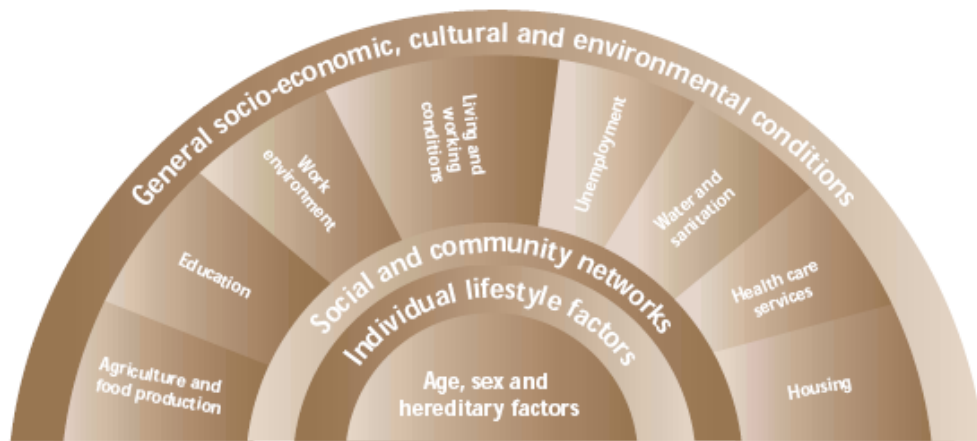 General socio-economic, cultural and environmental conditions
Agriculture and
food production
Education
Work
environment
Living and
working
conditions
Unemployment
Water and
sanitation
Health care
services
Housing
Social and community networks
Individual lifestyle factors
Age, sex and
hereditary factors